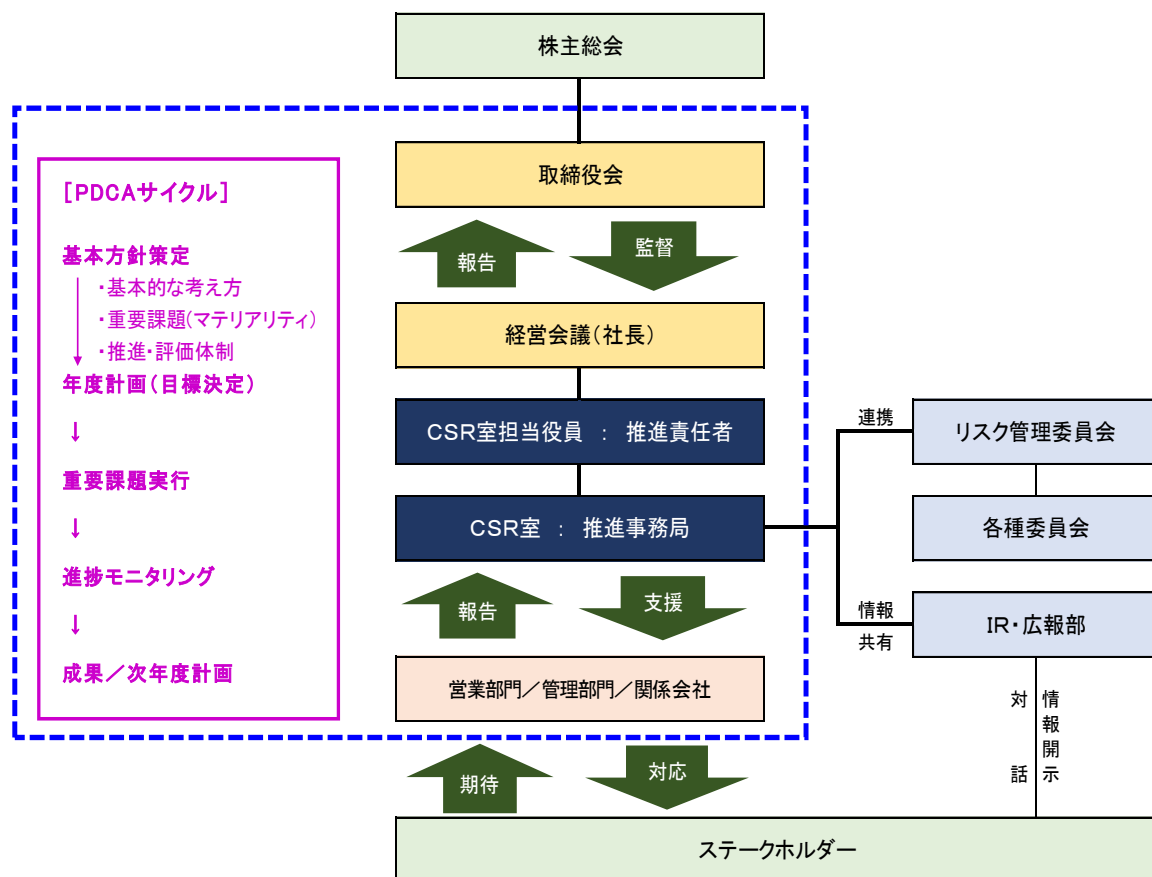 株主総会
[PDCAサイクル]
基本方針策定
・基本的な考え方
・重要課題(マテリアリティ)
・推進・評価体制
年度計画(目標決定)
↓
重要課題実行
↓
進捗モニタリング
↓
成果／次年度計画
取締役会
報告
監督
経営会議(社長)
CSR室担当役員 ： 推進責任者
CSR室 ： 推進事務局
報告
支援
営業部門／管理部門／関係会社
期待
対応
連携
リスク管理委員会
各種委員会
情報
共有
IR・広報部
対話
情報開示
ステークホルダー